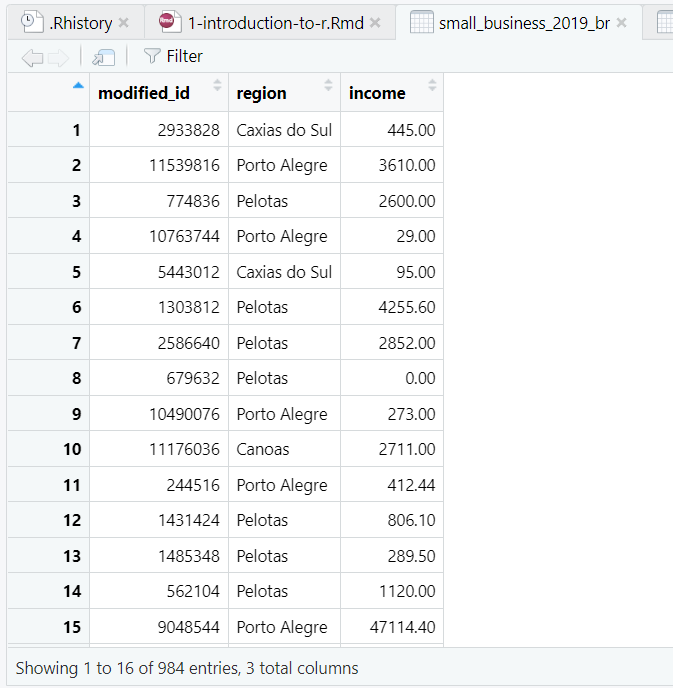 .Rhistory 1-introduction-to-r.Rmd small_business_2019_br
Filter
modified_id region income
1 2933828 Caxias do Sul 445.00
2 11539816 Porto Alegre 3610.00
3 774836 Pelotas 2600.00
4 10763744 Porto Alegre 29.00
5 5443012 Caxias do Sul 95.00
6 1303812 Pelotas 4255.60
7 2586640 Pelotas 2852.00
8 679632 Pelotas 0.00
9 10490076 Porto Alegre 273.00
10 11176036 Canoas 2711.00
11 244516 Porto Alegre 412.44
12 1431424 Pelotas 806.10
13 1485348 Pelotas 289.50
14 562104 Pelotas 1120.00
15 9048544 Porto Alegre 47114.40
Showing 1 to 16 of 984 entries, 3 total columns